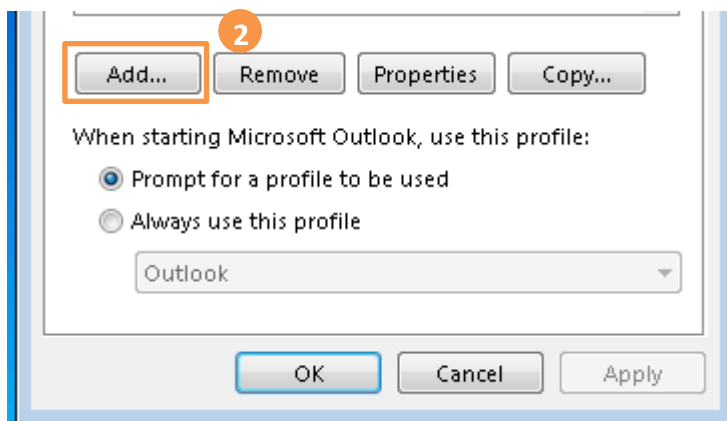 2
Add... Remove Properties Copy...
When starting Microsoft Outlook, use this profile:
Prompt for a profile to be used
Always use this profile
Outlook
OK Cancel Apply